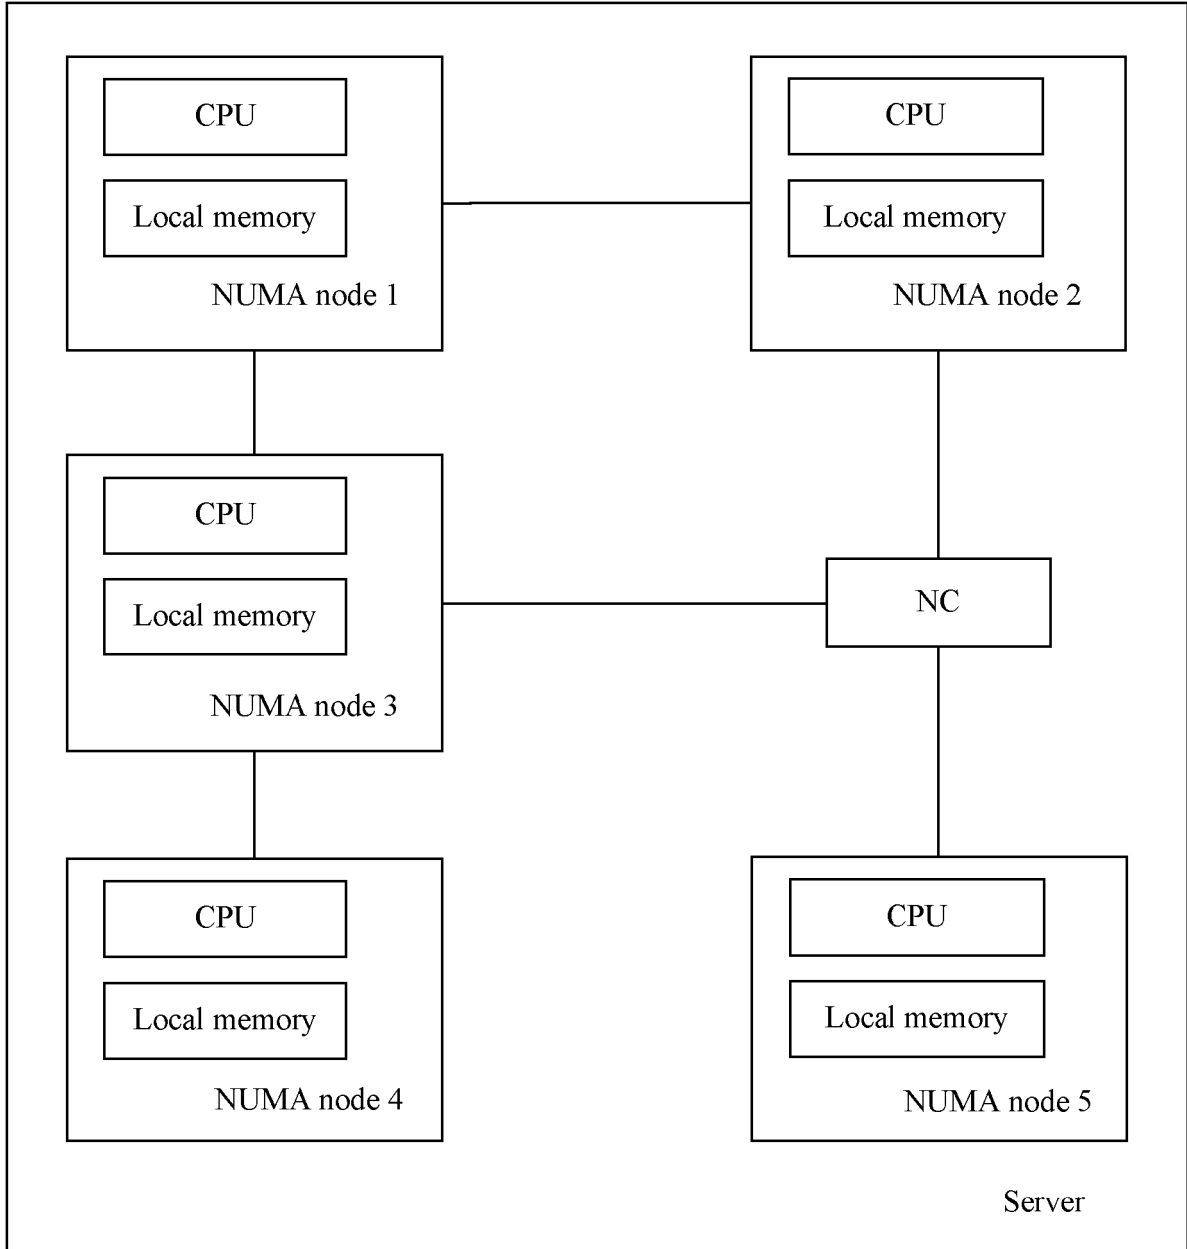 CPU
Local memory
NUMA node 1
CPU
Local memory
NUMA node 2
CPU
Local memory
NUMA node 3
NC
CPU
Local memory
NUMA node 4
CPU
Local memory
NUMA node 5
Server